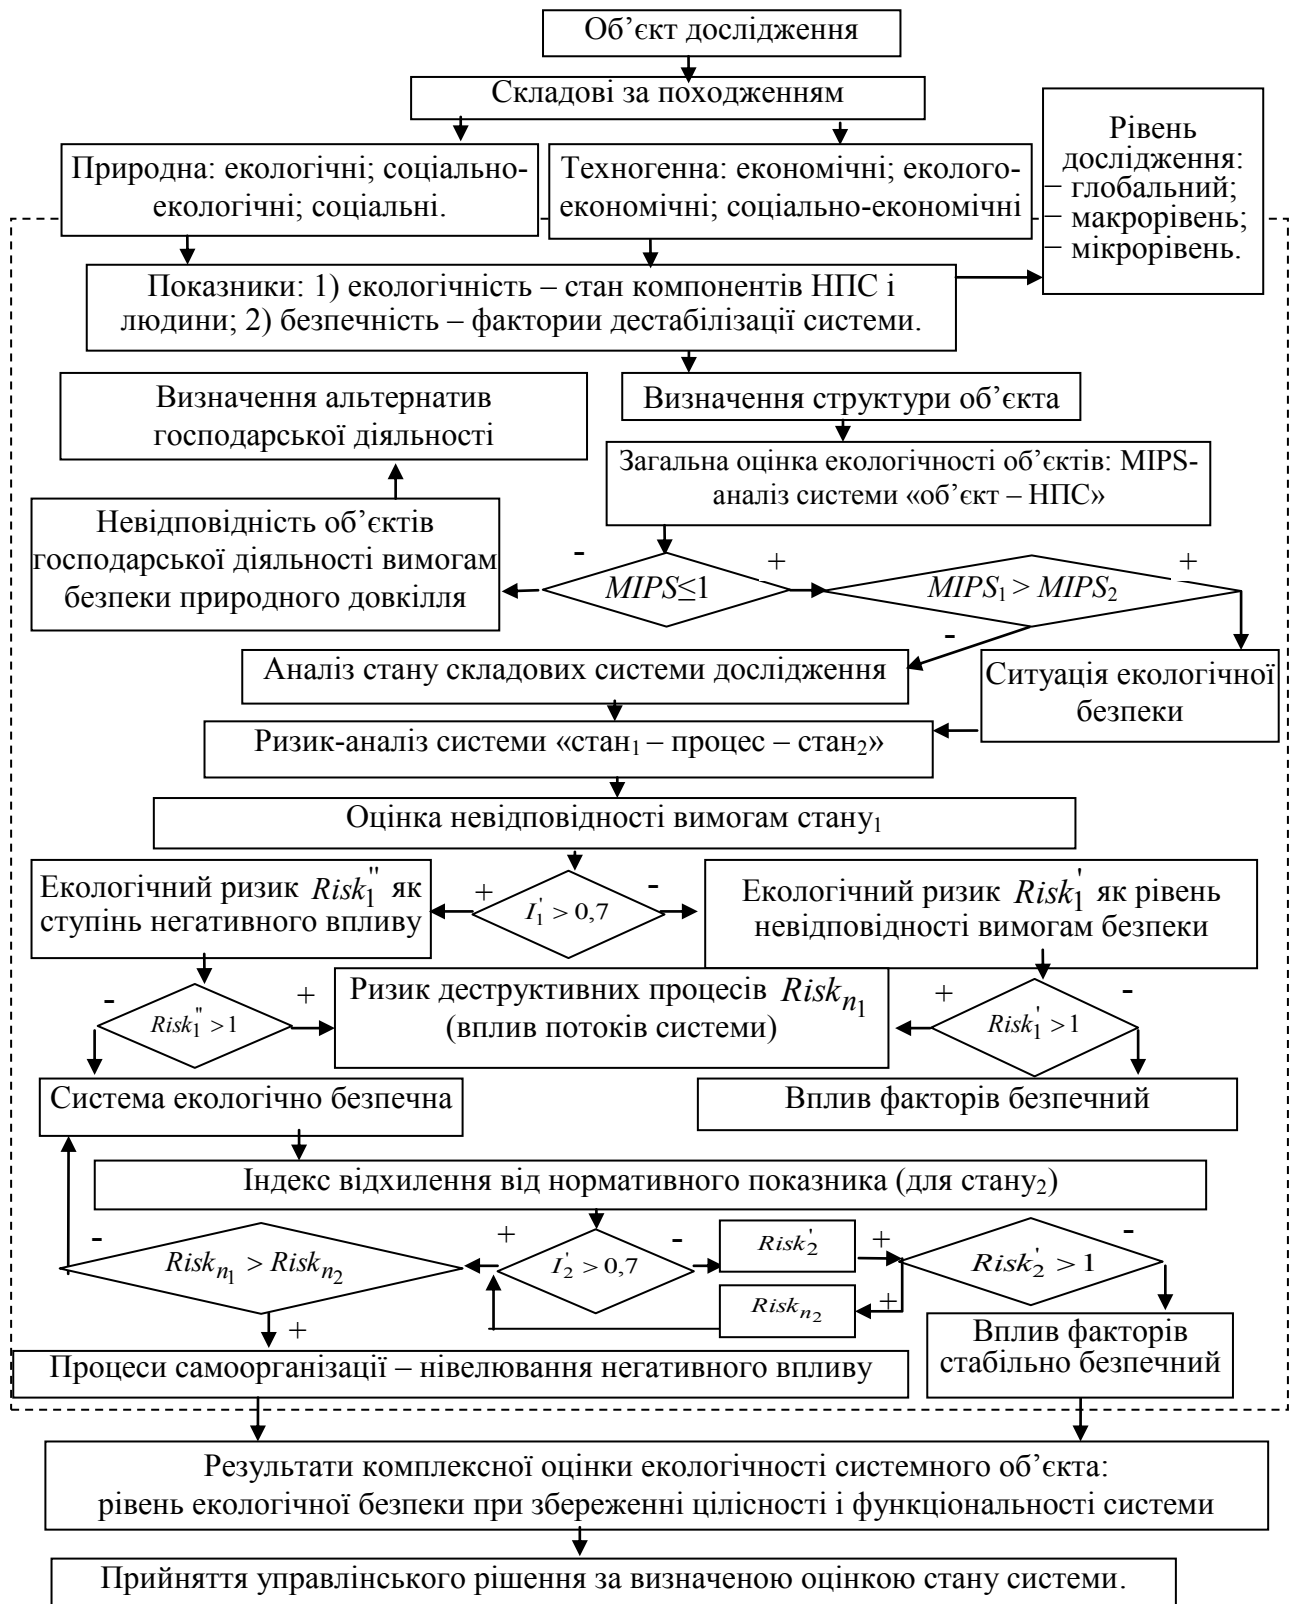 Об’єкт дослідження
Складові за походженням
Рівень
дослідження:
– глобальний;
– макрорівень;
– мікрорівень.
Природна: екологічні; соціально-
екологічні; соціальні.
Техногенна: економічні; еколого-
економічні; соціально-економічні
Показники: 1) екологічність – стан компонентів НПС і
людини; 2) безпечність – фактории дестабілізації системи.
Визначення альтернатив
господарської діяльності
Визначення структури об’єкта
Загальна оцінка екологічності об’єктів: MIPS-
аналіз системи «об’єкт – НПС»
Невідповідність об’єктів
господарської діяльності вимогам
безпеки природного довкілля
-
MIPS≤1
+
MIPS₁ > MIPS₂
+
-
Аналіз стану складових системи дослідження
Ситуація екологічної
безпеки
Ризик-аналіз системи «стан₁ – процес – стан₂»
Оцінка невідповідності вимогам стану₁
Екологічний ризик Risk₁'' як
ступінь негативного впливу
+
I₁' > 0,7
-
Екологічний ризик Risk₁' як рівень
невідповідності вимогам безпеки
-
Risk₁'' > 1
+
Ризик деструктивних процесів Riskₙ₁
(вплив потоків системи)
+
Risk₁' > 1
-
Система екологічно безпечна
Вплив факторів безпечний
Індекс відхилення від нормативного показника (для стану₂)
-
Riskₙ₁ > Riskₙ₂
+
+
I₂' > 0,7
-
Risk₂'
+
Riskₙ₂
+
Risk₂' > 1
-
Процеси самоорганізації – нівелювання негативного впливу
Вплив факторів
стабільно безпечний
Результати комплексної оцінки екологічності системного об’єкта:
рівень екологічної безпеки при збереженні цілісності і функціональності системи
Прийняття управлінського рішення за визначеною оцінкою стану системи.